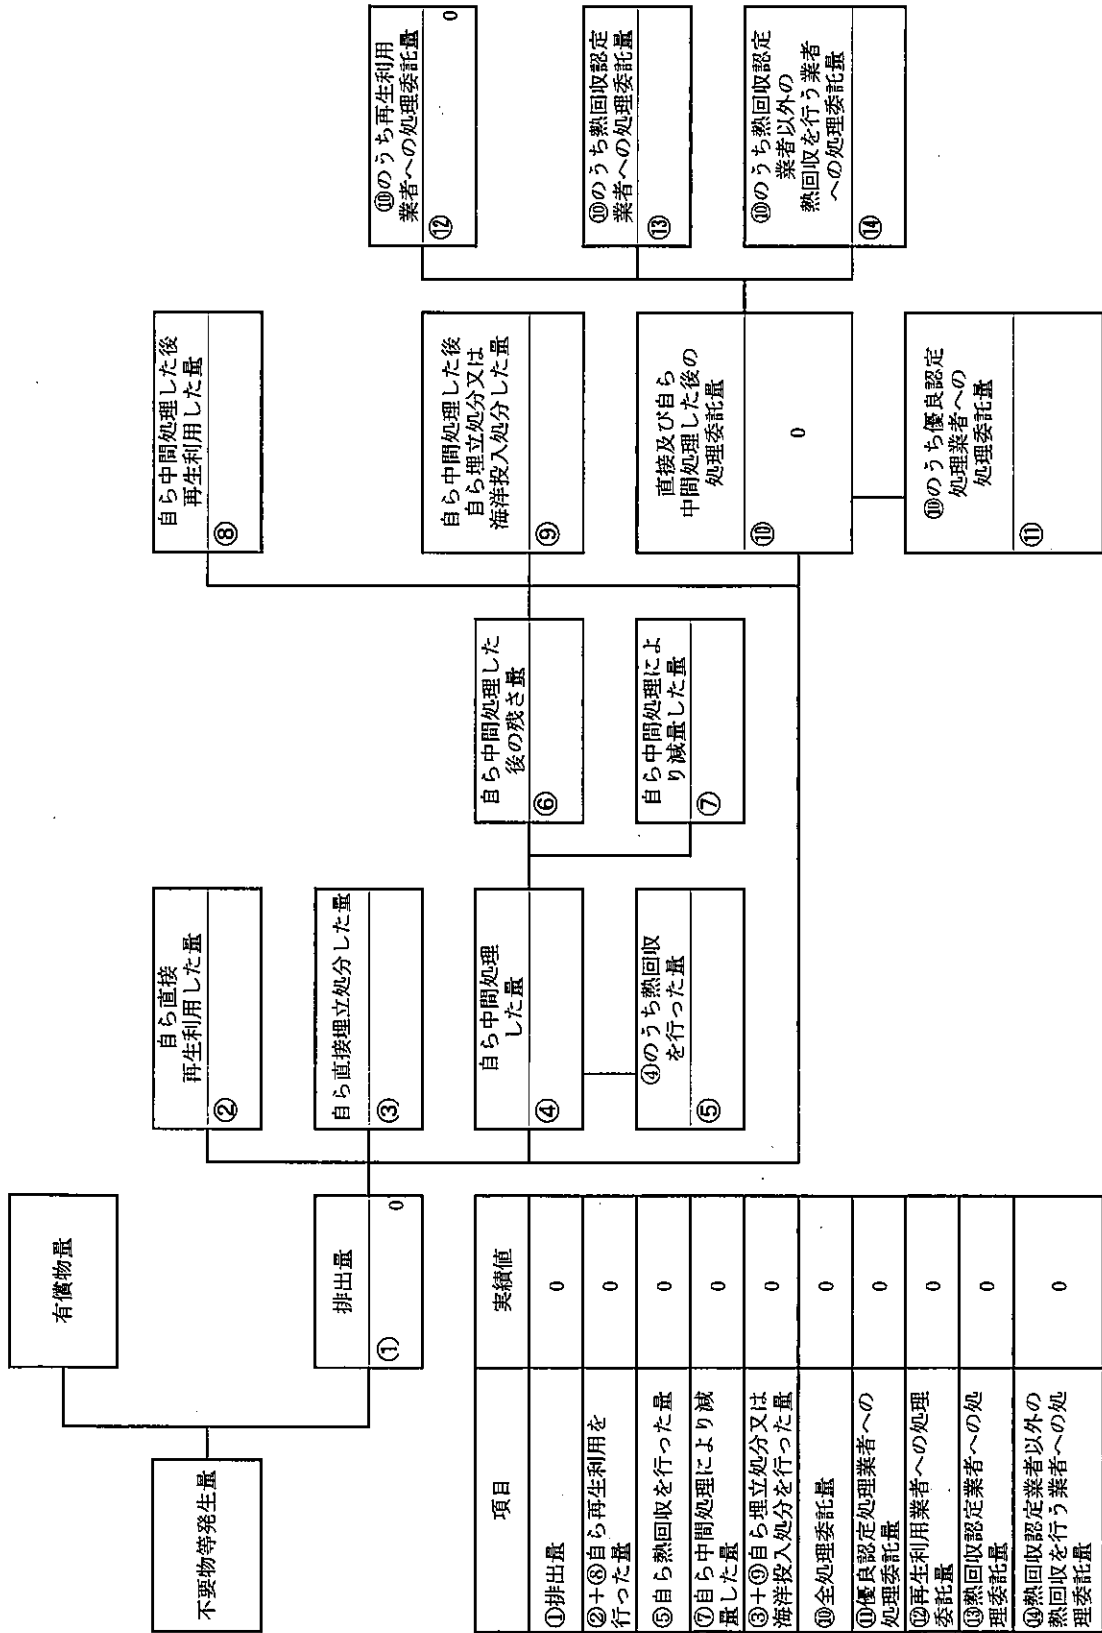 不要物等発生量
有償物量
排出量
①
0
自ら直接
再生利用した量
②
自ら直接埋立処分した量
③
自ら中間処理
した量
④
④のうち熱回収
を行った量
⑤
自ら中間処理した
後の残さ量
⑥
自ら中間処理によ
り減量した量
⑦
自ら中間処理した後
再生利用した量
⑧
自ら中間処理した後
自ら埋立処分又は
海洋投入処分した量
⑨
直接及び自ら
中間処理した後の
処理委託量
⑩
0
⑩のうち優良認定
処理業者への
処理委託量
⑪
⑩のうち再生利用
業者への処理委託量
⑫
0
⑩のうち熱回収認定
業者への処理委託量
⑬
⑩のうち熱回収認定
業者以外の
熱回収を行う業者
への処理委託量
⑭
項目 実績値
①排出量 0
②+⑧自ら再生利用を
行った量 0
⑤自ら熱回収を行った量 0
⑦自ら中間処理により減
量した量 0
③+⑨自ら埋立処分又は
海洋投入処分を行った量 0
⑩全処理委託量 0
⑪優良認定処理業者への
処理委託量 0
⑫再生利用業者への処理
委託量 0
⑬熱回収認定業者への処
理委託量 0
⑭熱回収認定業者以外の
熱回収を行う業者への処
理委託量 0